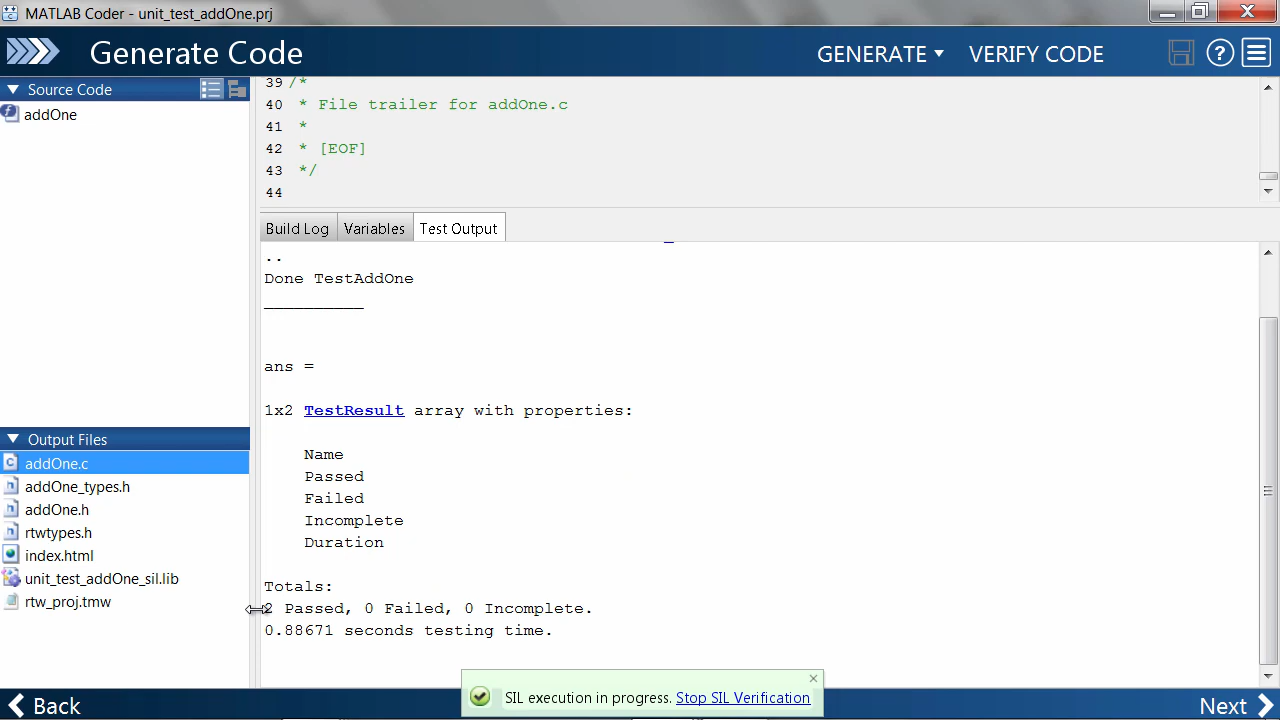 MATLAB Coder - unit_test_addOne.prj
Generate Code
GENERATE
VERIFY CODE
Source Code
addOne
39 /*
40 * File trailer for addOne.c
41 *
42 * [EOF]
43 */
44
Build Log
Variables
Test Output
..
Done TestAddOne
__________
ans =
1x2 TestResult array with properties:
Name
Passed
Failed
Incomplete
Duration
Totals:
2 Passed, 0 Failed, 0 Incomplete.
0.88671 seconds testing time.
Output Files
addOne.c
addOne_types.h
addOne.h
rtwtypes.h
index.html
unit_test_addOne_sil.lib
rtw_proj.tmw
SIL execution in progress. Stop SIL Verification
Back
Next